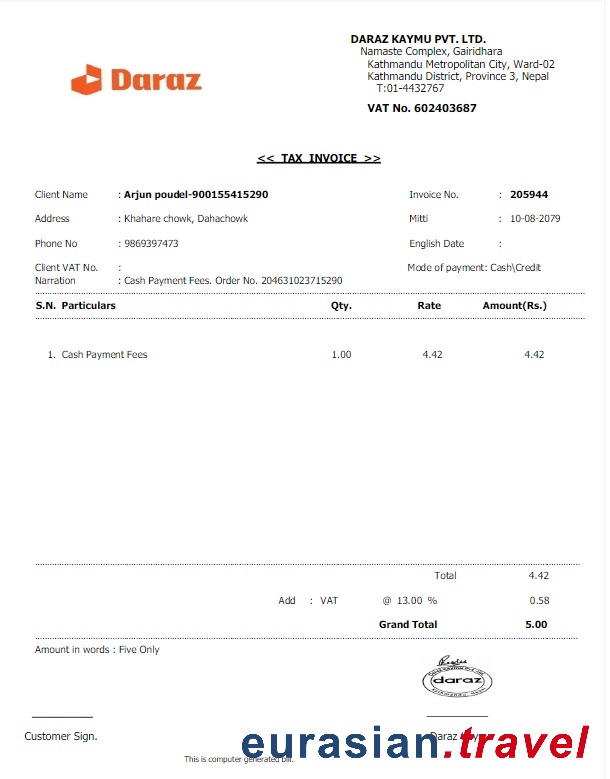 Daraz
DARAZ KAYMU PVT. LTD.
Namaste Complex, Gairidhara
Kathmandu Metropolitan City, Ward-02
Kathmandu District, Province 3, Nepal
T:01-4432767
VAT No. 602403687
<< TAX INVOICE >>
Client Name : Arjun poudel-900155415290 Invoice No. : 205944
Address : Khahare chowk, Dahachowk Mitti : 10-08-2079
Phone No : 9869397473 English Date :
Client VAT No. : Mode of payment: Cash\Credit
Narration : Cash Payment Fees. Order No. 204631023715290
S.N. Particulars Qty. Rate Amount(Rs.)
1. Cash Payment Fees 1.00 4.42 4.42
Total 4.42
Add : VAT @ 13.00 % 0.58
Grand Total 5.00
Amount in words : Five Only
daraz
Customer Sign. Daraz
eurasian.travel
This is computer generated bill.